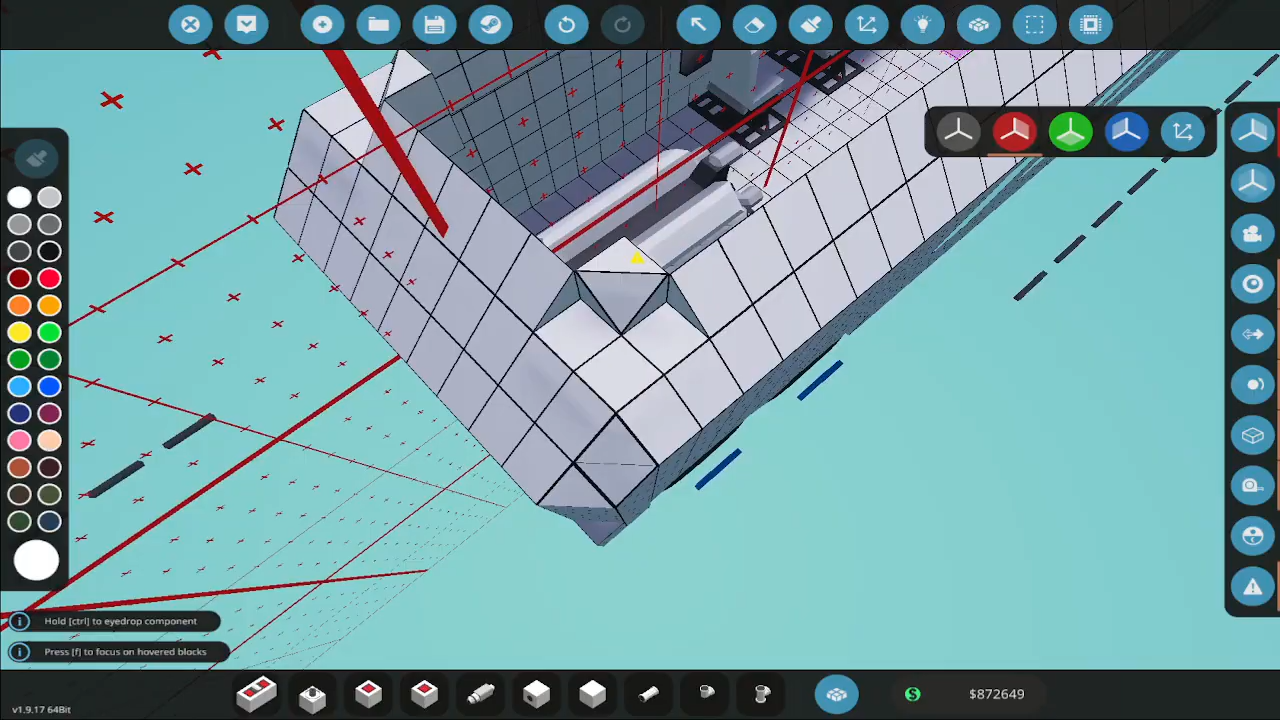 Hold [ctrl] to eyedrop component
Press [f] to focus on hovered blocks
v1.9.17 64Bit
$872649